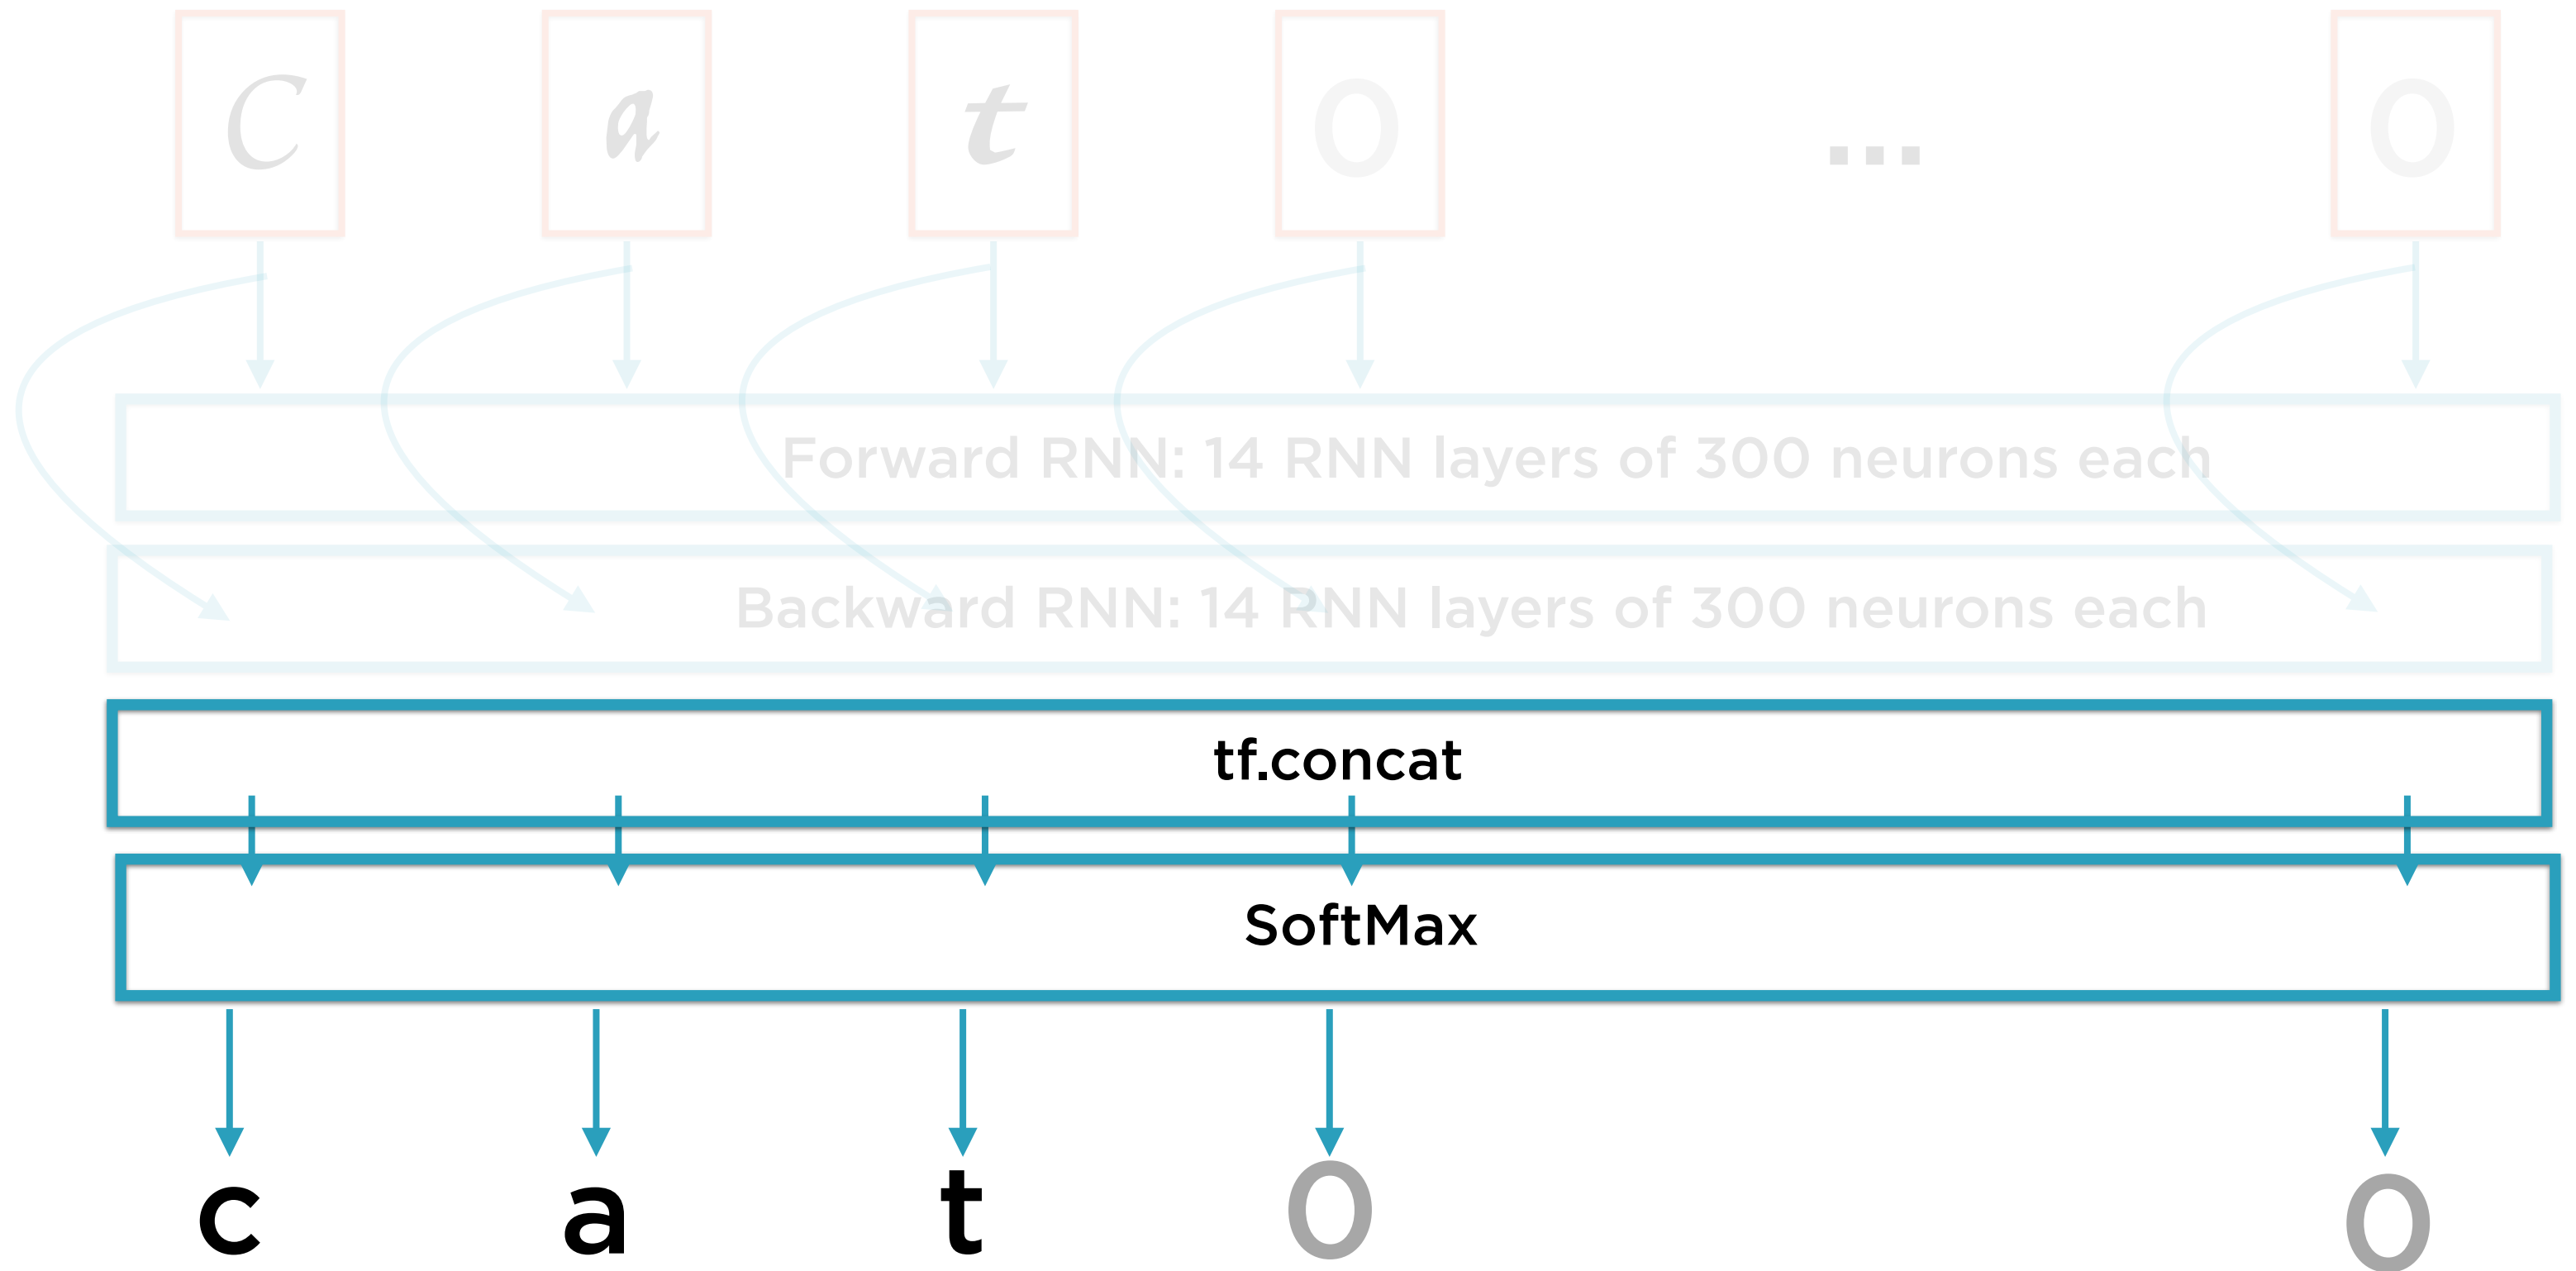 C a t 0 ... 0
Forward RNN: 14 RNN layers of 300 neurons each
Backward RNN: 14 RNN layers of 300 neurons each
tf.concat
SoftMax
c a t 0 0